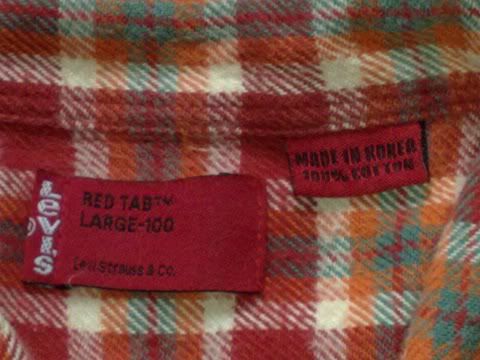 LEVI'S
RED TAB™
LARGE-100
Levi Strauss & Co.
MADE IN KOREA
100% COTTON